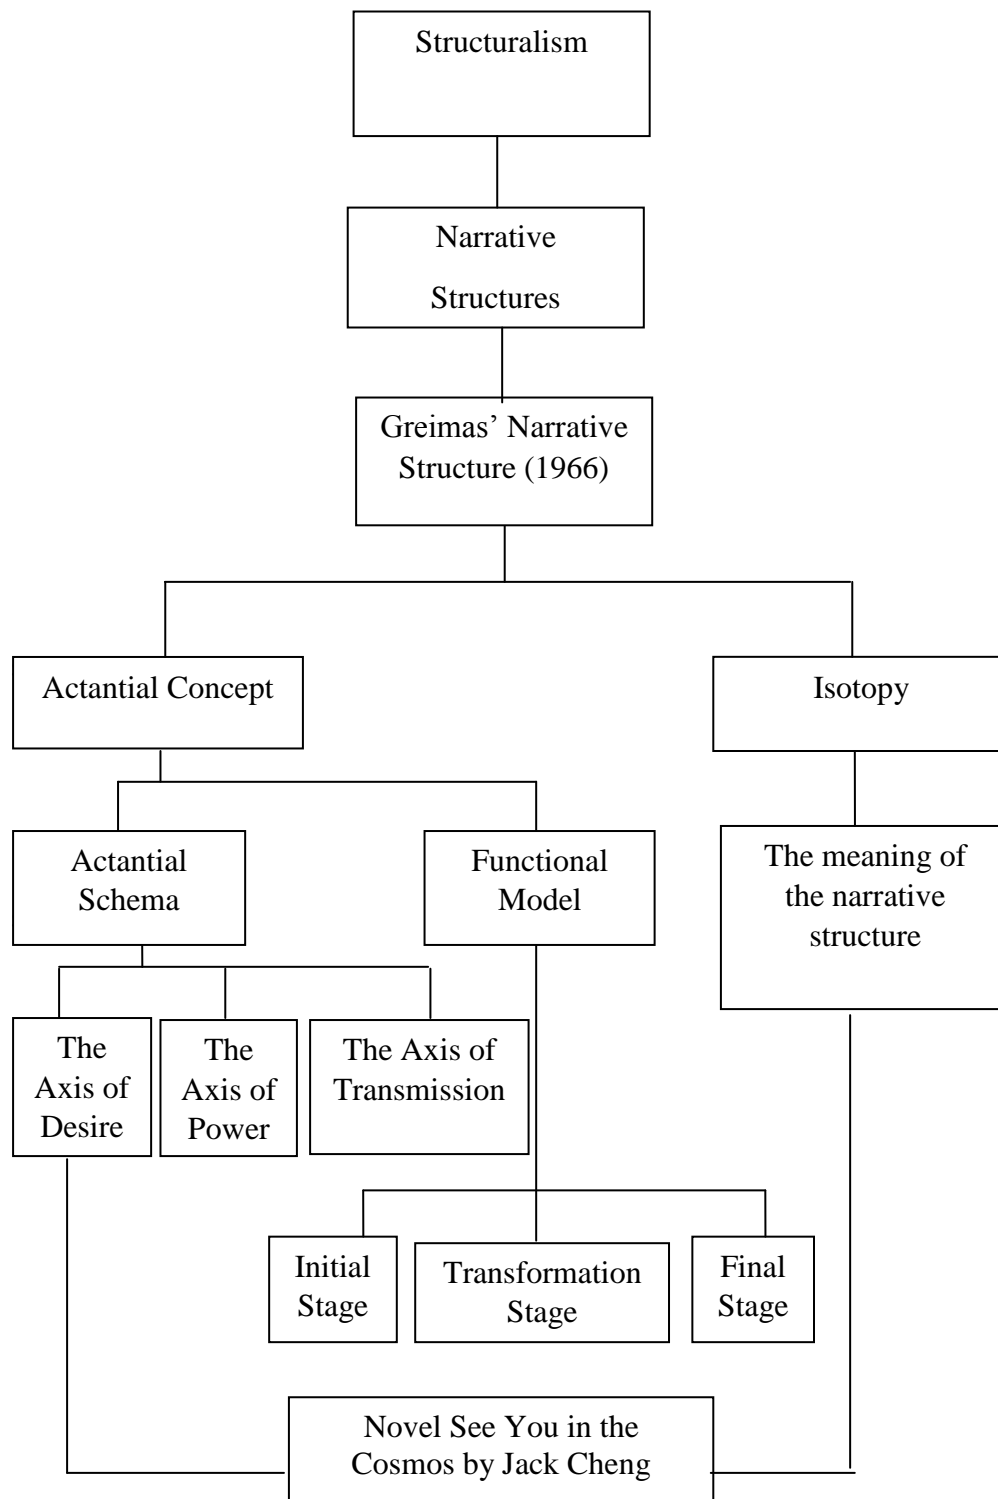 Structuralism
Narrative
Structures
Greimas’ Narrative
Structure (1966)
Actantial Concept
Isotopy
Actantial
Schema
Functional
Model
The meaning of
the narrative
structure
The
Axis of
Desire
The
Axis of
Power
The Axis of
Transmission
Initial
Stage
Transformation
Stage
Final
Stage
Novel See You in the
Cosmos by Jack Cheng